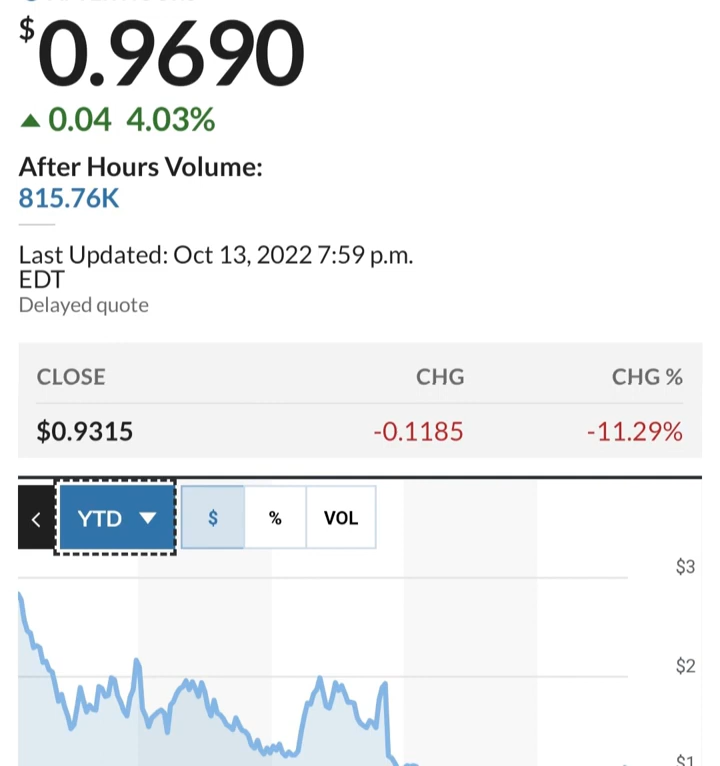 $0.9690
▲ 0.04 4.03%
After Hours Volume:
815.76K
Last Updated: Oct 13, 2022 7:59 p.m.
EDT
Delayed quote
CLOSE CHG CHG %
$0.9315 -0.1185 -11.29%
< YTD ▼ $ % VOL
$3
$2
$1